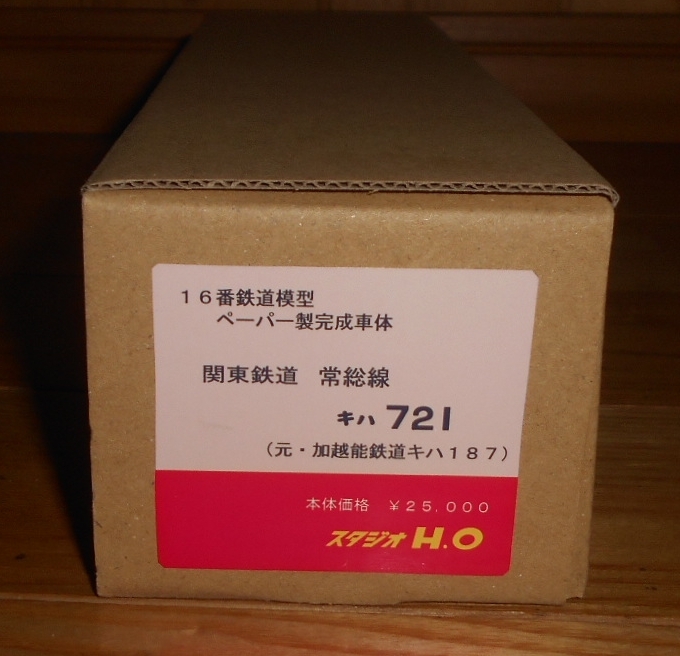 １６番鉄道模型
ペーパー製完成車体
関東鉄道　常総線
キハ 721
（元・加越能鉄道キハ１８７）
本体価格　￥２５，０００
スタジオ H.O